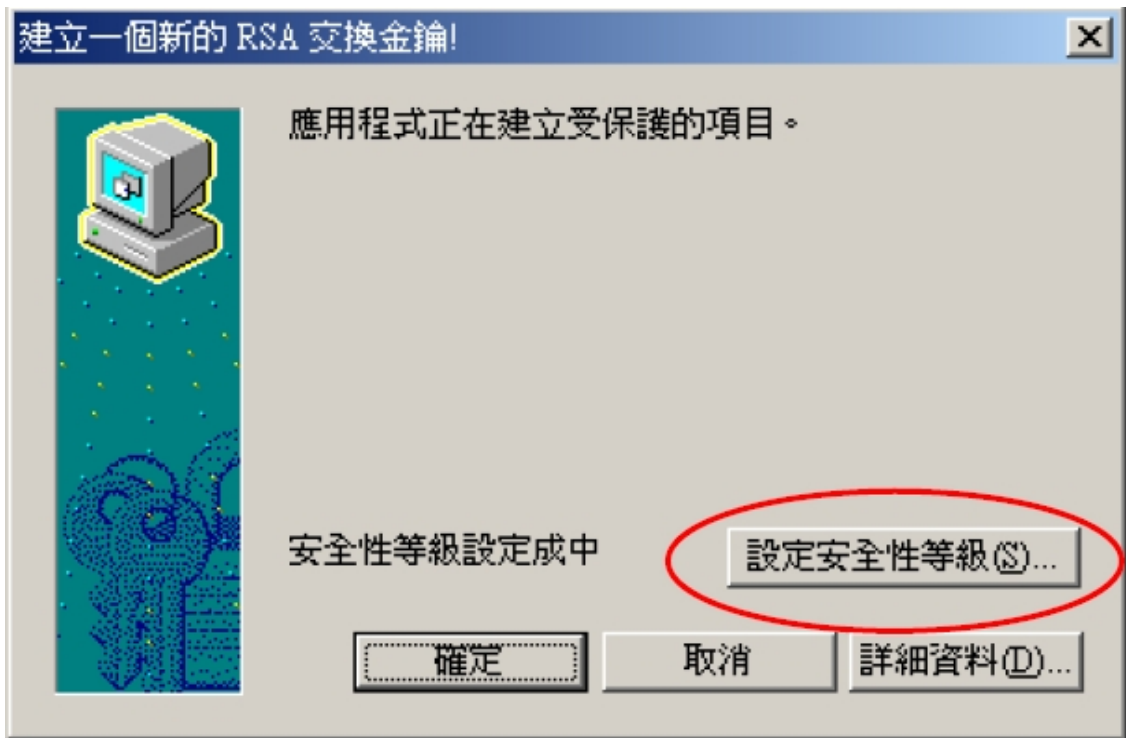 建立一個新的 RSA 交換金鑰!
應用程式正在建立受保護的項目。
安全性等級設定成中
設定安全性等級(S)...
確定
取消
詳細資料(D)...